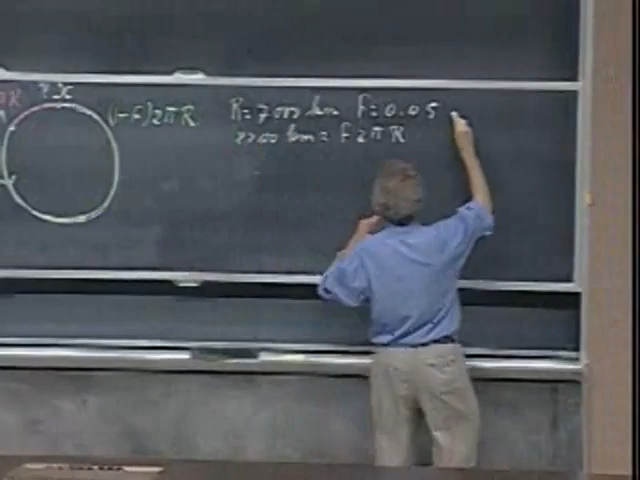 (1-f)2πR
R = 7000 km f = 0.05
2200 km = f2πR